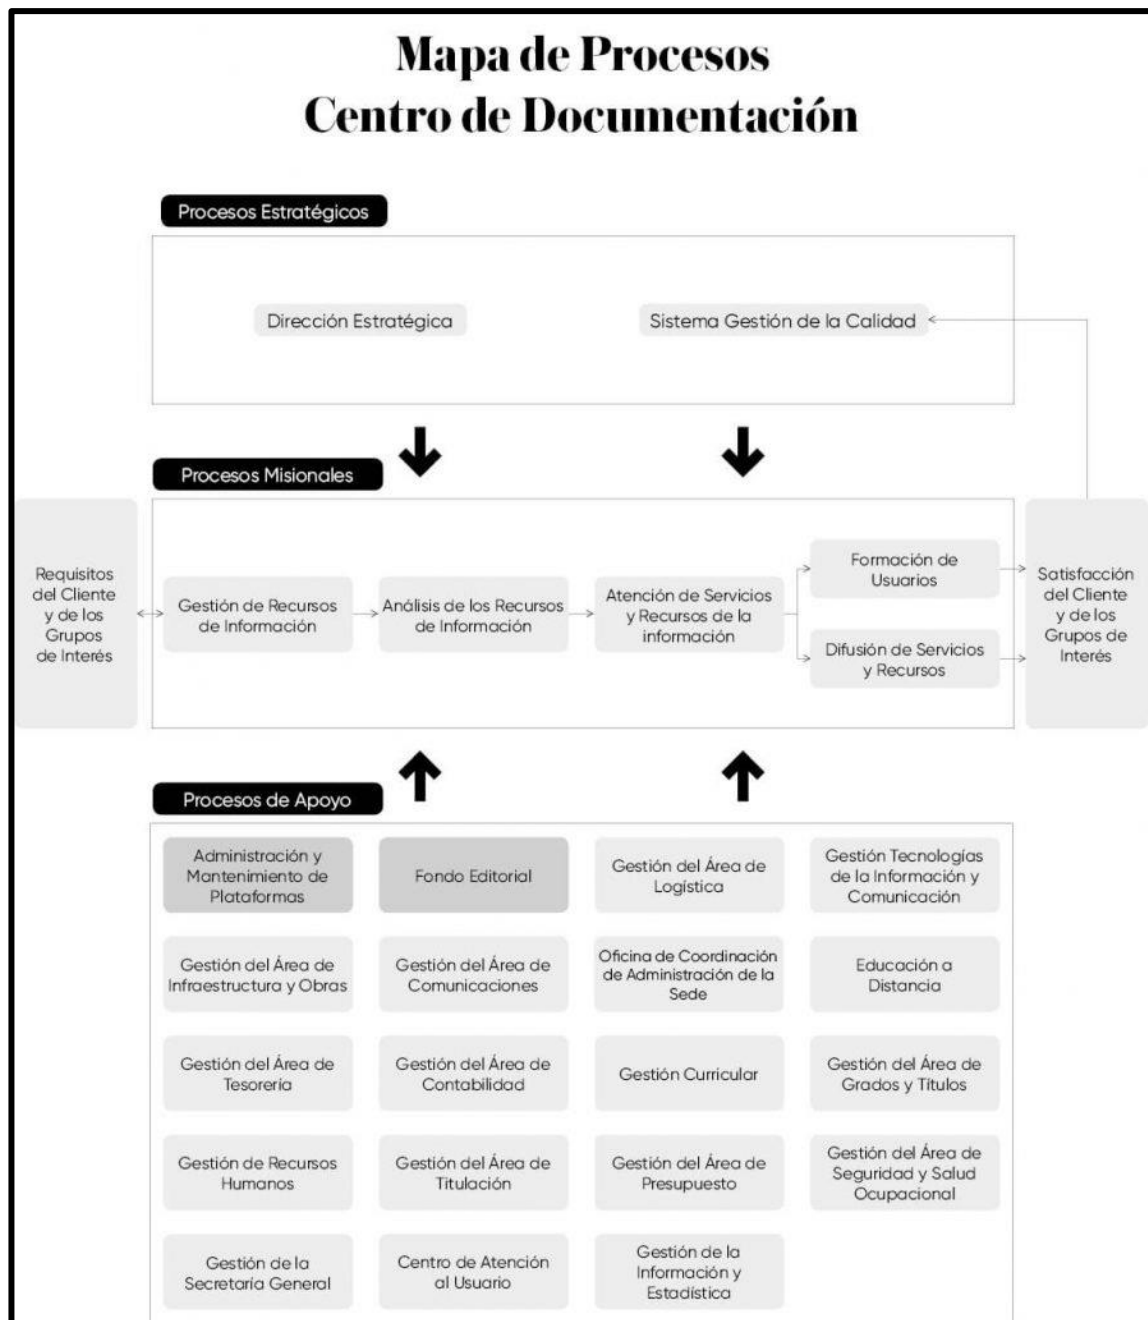 Mapa de Procesos
Centro de Documentación
Procesos Estratégicos
Dirección Estratégica
Sistema Gestión de la Calidad
Procesos Misionales
Requisitos
del Cliente
y de los
Grupos
de Interés
Gestión de Recursos
de Información
Análisis de los Recursos
de Información
Atención de Servicios
y Recursos de la
información
Formación de
Usuarios
Difusión de Servicios
y Recursos
Satisfacción
del Cliente
y de los
Grupos de
Interés
Procesos de Apoyo
Administración y
Mantenimiento de
Plataformas
Fondo Editorial
Gestión del Área de
Logística
Gestión Tecnologías
de la Información y
Comunicación
Gestión del Área de
Infraestructura y Obras
Gestión del Área de
Comunicaciones
Oficina de Coordinación
de Administración de la
Sede
Educación a
Distancia
Gestión del Área de
Tesorería
Gestión del Área de
Contabilidad
Gestión Curricular
Gestión del Área de
Grados y Títulos
Gestión de Recursos
Humanos
Gestión del Área de
Titulación
Gestión del Área de
Presupuesto
Gestión del Área de
Seguridad y Salud
Ocupacional
Gestión de la
Secretaría General
Centro de Atención
al Usuario
Gestión de la
Información y
Estadística